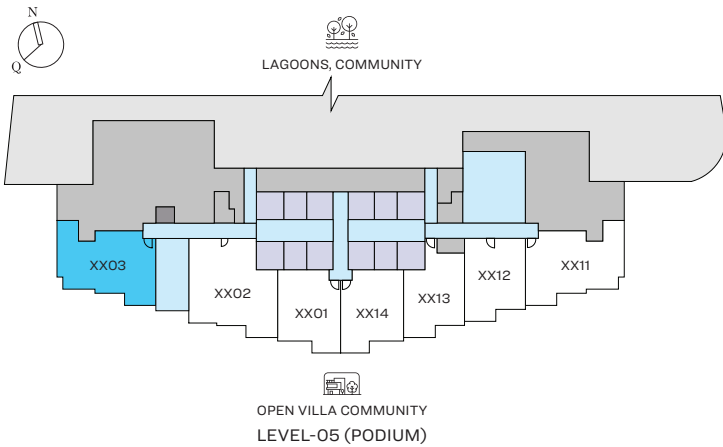 N
Q
LAGOONS, COMMUNITY
XX03
XX02
XX01
XX14
XX13
XX12
XX11
OPEN VILLA COMMUNITY
LEVEL-05 (PODIUM)